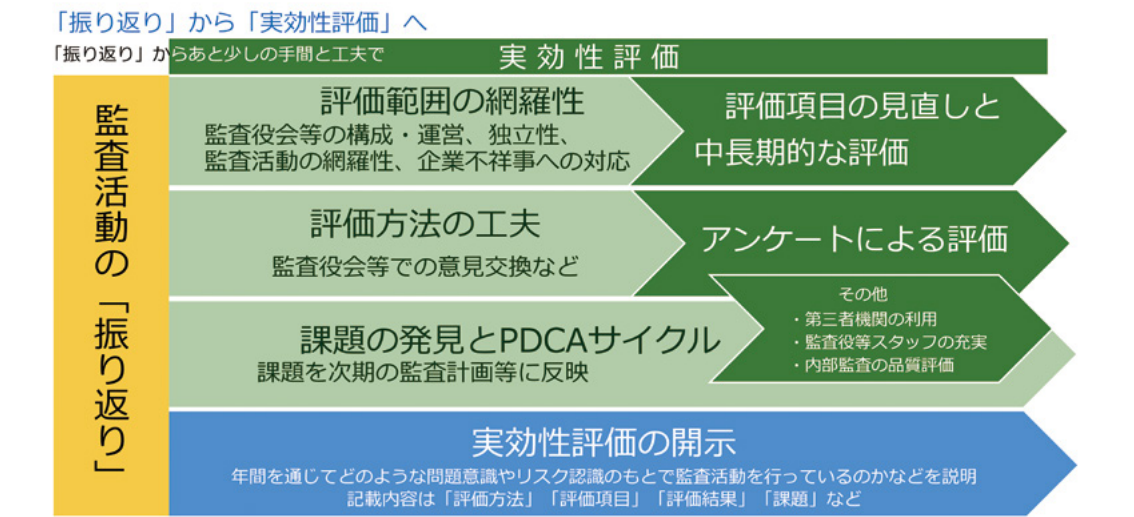 「振り返り」から「実効性評価」へ
「振り返り」からあと少しの手間と工夫で
実効性評価
監査活動の「振り返り」
評価範囲の網羅性
監査役会等の構成・運営、独立性、
監査活動の網羅性、企業不祥事への対応
評価項目の見直しと
中長期的な評価
評価方法の工夫
監査役会等での意見交換など
アンケートによる評価
その他
・第三者機関の利用
・監査役等スタッフの充実
・内部監査の品質評価
課題の発見とPDCAサイクル
課題を次期の監査計画等に反映
実効性評価の開示
年間を通じてどのような問題意識やリスク認識のもとで監査活動を行っているのかなどを説明
記載内容は「評価方法」「評価項目」「評価結果」「課題」など